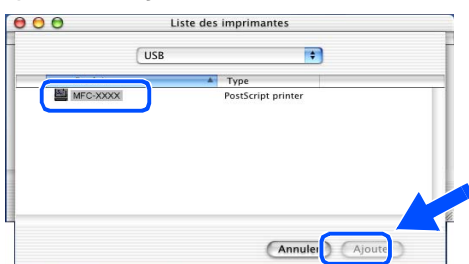 Liste des imprimantes
USB
Type
MFC-XXXX PostScript printer
Annuler Ajouter